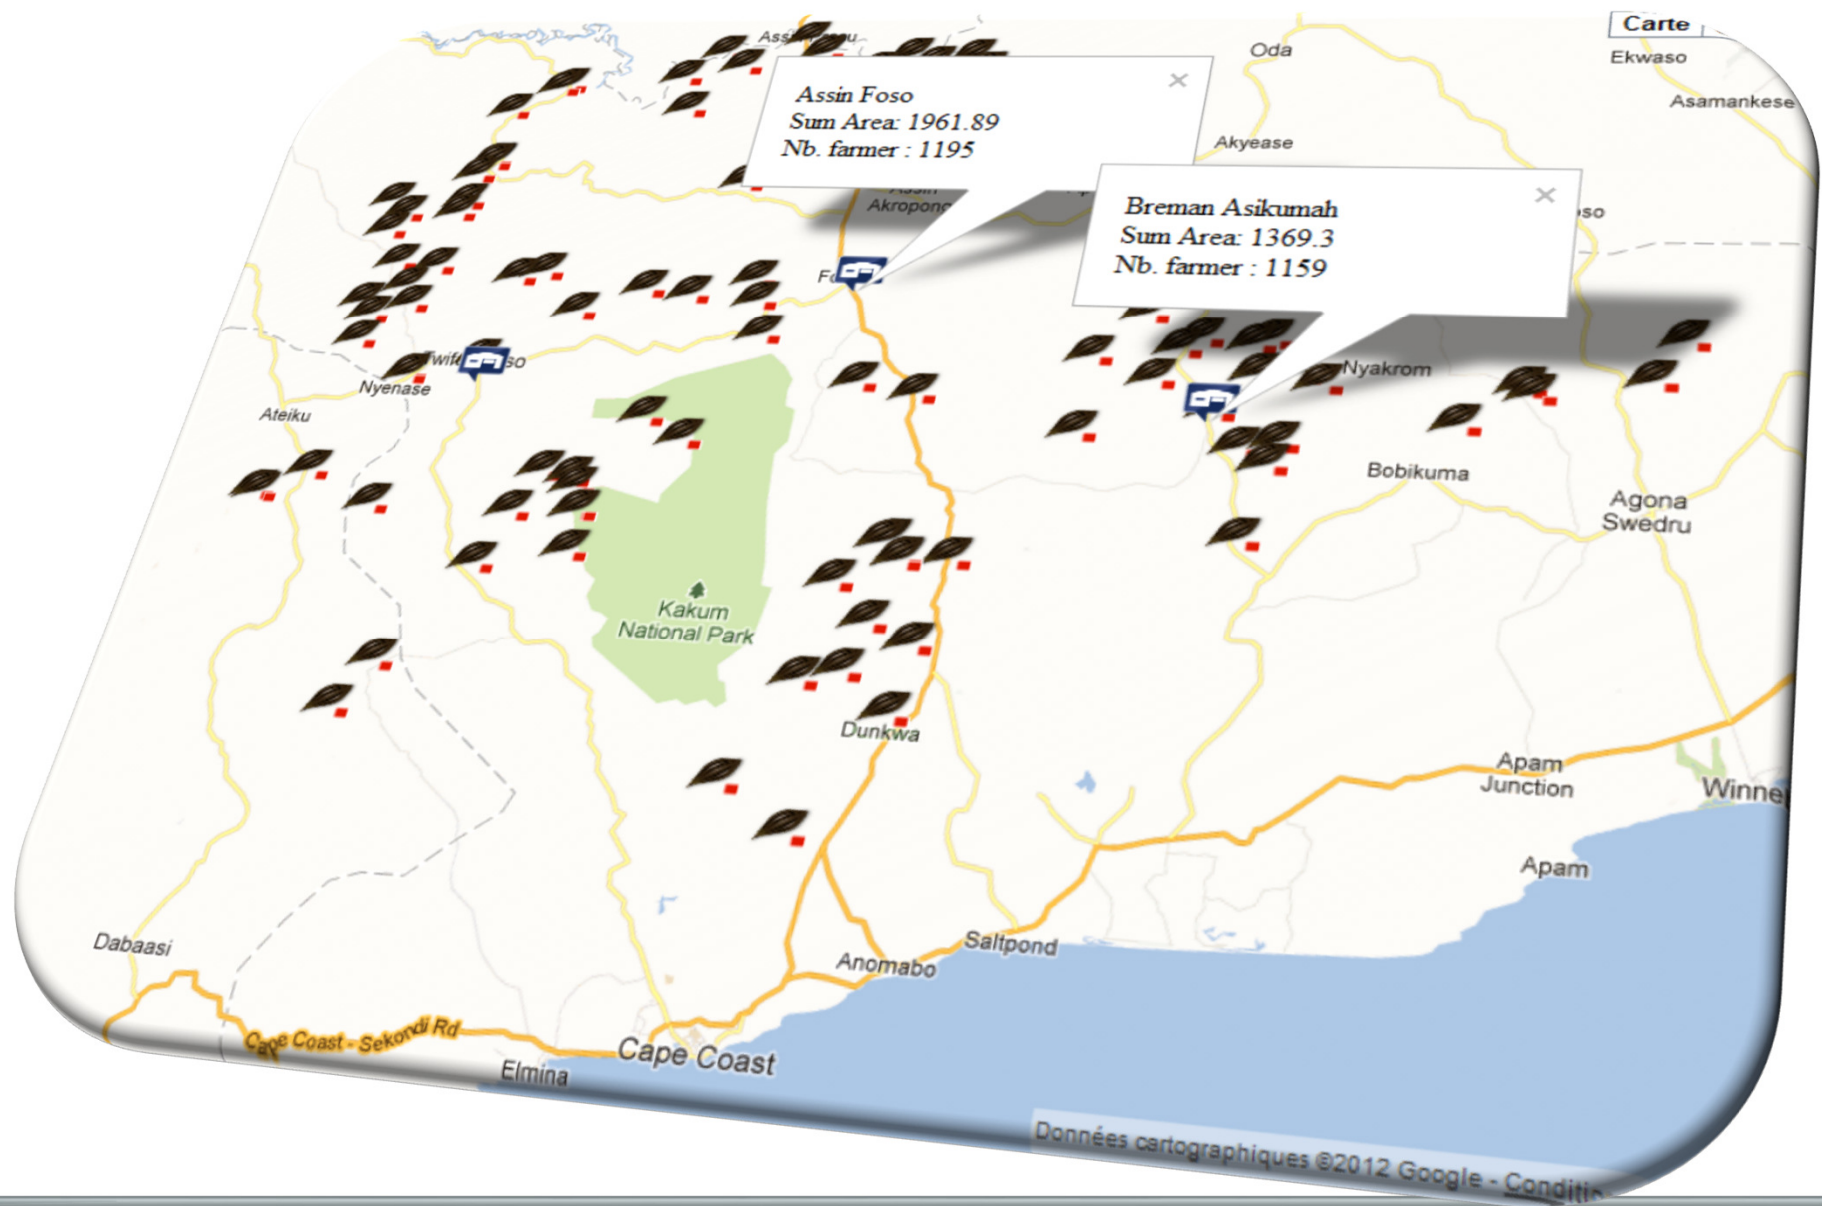 Carte
Oda
Ekwaso
Asamankese
Assin Foso
Sum Area: 1961.89
Nb. farmer : 1195
Akyease
Akropong
Breman Asikumah
Sum Area: 1369.3
Nb. farmer : 1159
Nyakrom
Nyenase
Ateiku
Bobikuma
Agona
Swedru
Kakum
National Park
Dunkwa
Apam
Junction
Apam
Dabaasi
Saltpond
Anomabo
Cape Coast - Sekondi Rd
Cape Coast
Elmina
Données cartographiques ©2012 Google -